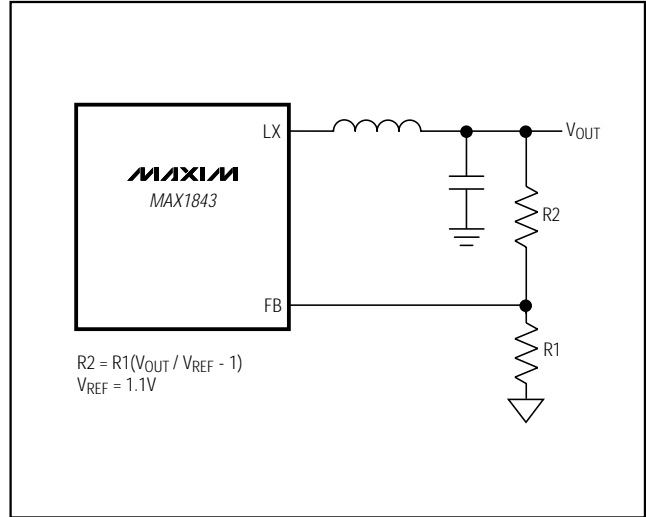 LX
VOUT
MAXIM
MAX1843
R2
FB
R1
R2 = R1(VOUT / VREF - 1)
VREF = 1.1V